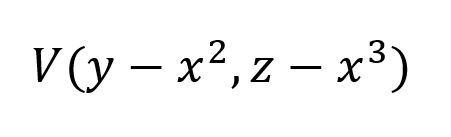 V(y − x², z − x³)